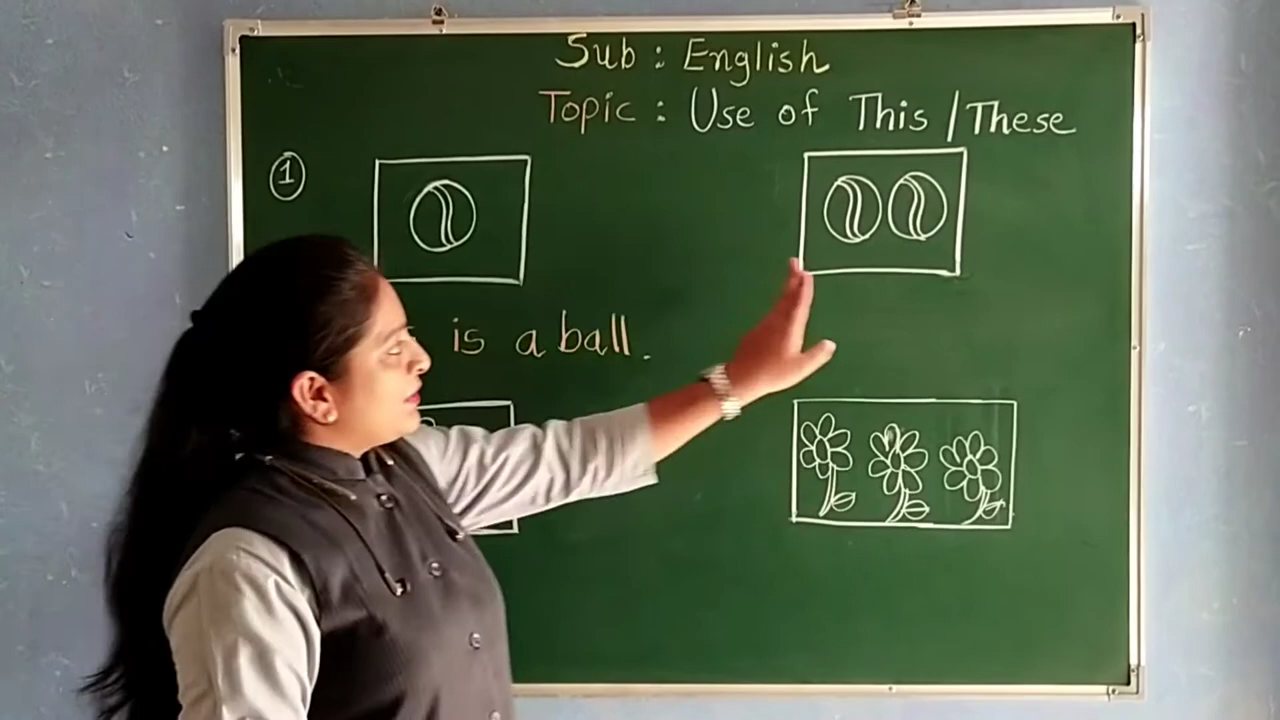 Sub : English
Topic : Use of This / These
1
is a ball.